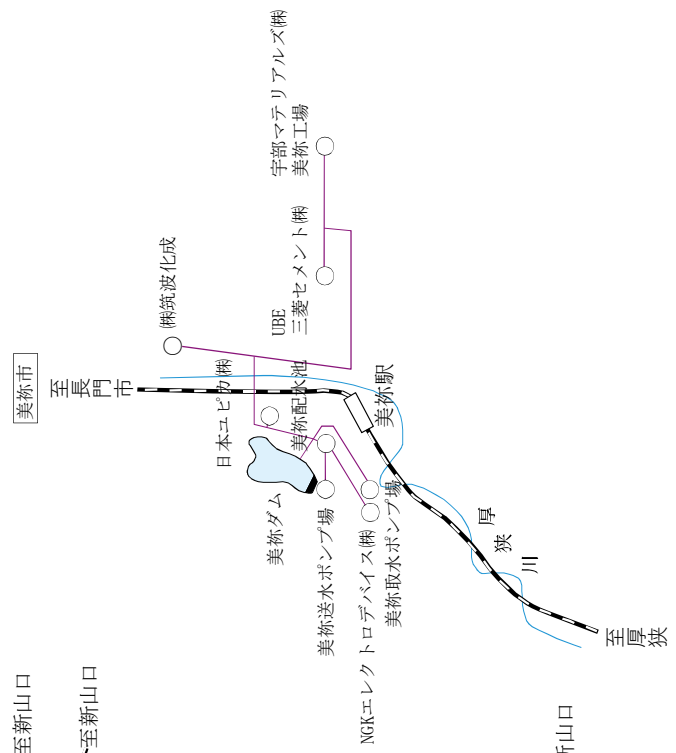 美祢市
至長門市
㈱筑波化成
宇部マテリアルズ㈱
美祢工場
UBE
三菱セメント㈱
日本ユピカ㈱
美祢配水池
美祢駅
美祢ダム
美祢送水ポンプ場
NGKエレクトロデバイス㈱
美祢取水ポンプ場
厚狭川
至厚狭
至新山口
至新山口
新山口